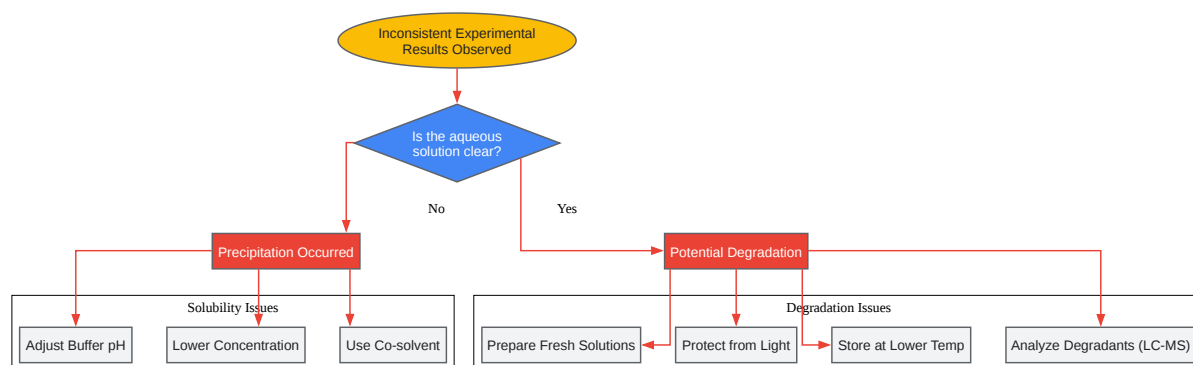 Inconsistent Experimental
Results Observed
Is the aqueous
solution clear?
No
Yes
Precipitation Occurred
Potential Degradation
Solubility Issues
Degradation Issues
Adjust Buffer pH
Lower Concentration
Use Co-solvent
Prepare Fresh Solutions
Protect from Light
Store at Lower Temp
Analyze Degradants (LC-MS)